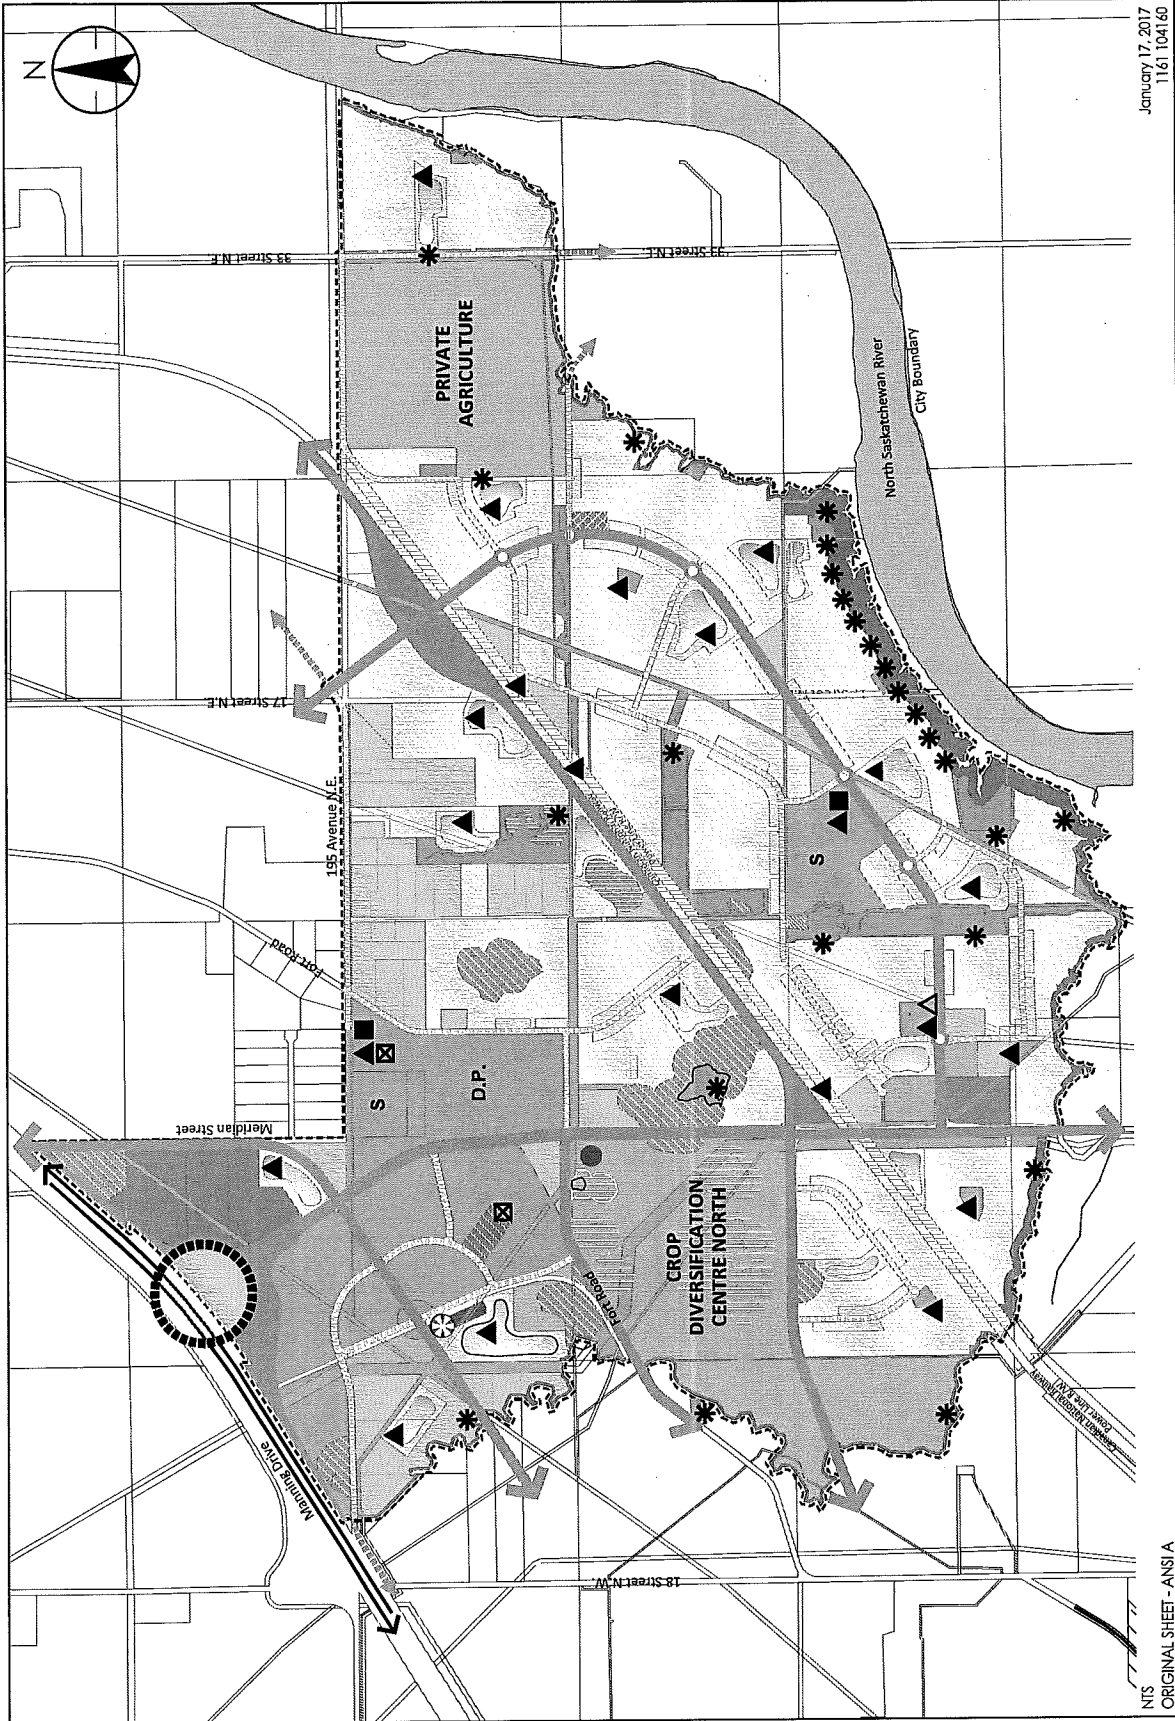 N
January 17, 2017
1161 104160
33 Street N.E.
33 Street N.E.
PRIVATE
AGRICULTURE
North Saskatchewan River
City Boundary
17 Street N.E.
195 Avenue N.E.
S
Fort Road
S
D.P.
Meridian Street
CROP
DIVERSIFICATION
CENTRE NORTH
Fort Road
Manning Drive
Canadian National Railway
Power Line R/W
18 Street N.W.
NTS
ORIGINAL SHEET - ANSI A